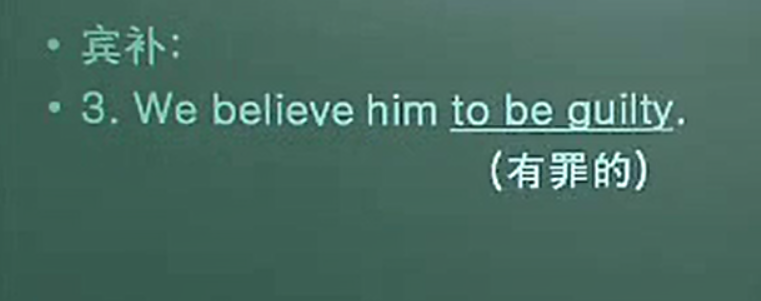 • 宾补：
• 3. We believe him to be guilty.
(有罪的)